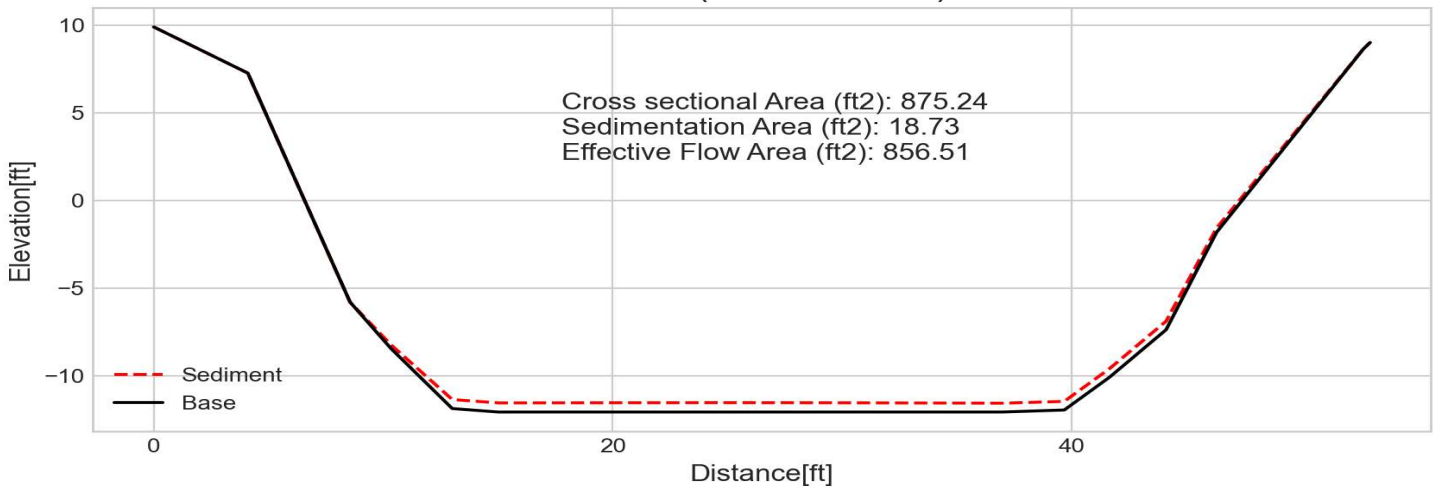 10
5
0
−5
−10
Elevation[ft]
Cross sectional Area (ft2): 875.24
Sedimentation Area (ft2): 18.73
Effective Flow Area (ft2): 856.51
Sediment
Base
0
20
40
Distance[ft]